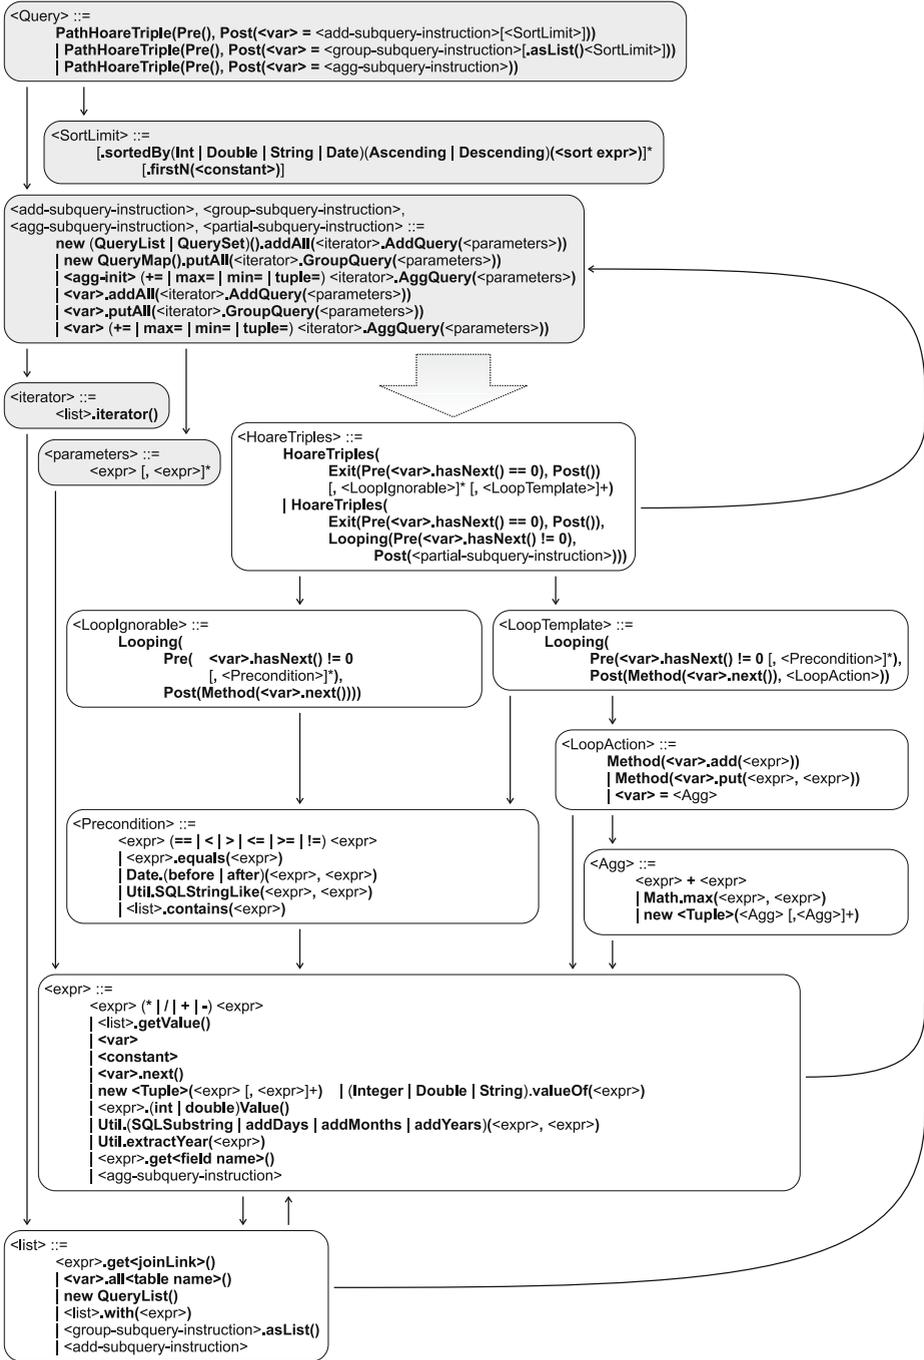 <Query> ::=
PathHoareTriple(Pre(), Post(<var> = <add-subquery-instruction>[<SortLimit>]))
| PathHoareTriple(Pre(), Post(<var> = <group-subquery-instruction>[.asList()<SortLimit>]))
| PathHoareTriple(Pre(), Post(<var> = <agg-subquery-instruction>))
<SortLimit> ::=
[.sortedBy(Int | Double | String | Date)(Ascending | Descending)(<sort expr>)]*
[.firstN(<constant>)]
<add-subquery-instruction>, <group-subquery-instruction>,
<agg-subquery-instruction>, <partial-subquery-instruction> ::=
new (QueryList | QuerySet)().addAll(<iterator>.AddQuery(<parameters>))
| new QueryMap().putAll(<iterator>.GroupQuery(<parameters>))
| <agg-init> (+= | max= | min= | tuple=) <iterator>.AggQuery(<parameters>)
| <var>.addAll(<iterator>.AddQuery(<parameters>))
| <var>.putAll(<iterator>.GroupQuery(<parameters>))
| <var> (+= | max= | min= | tuple=) <iterator>.AggQuery(<parameters>))
<iterator> ::=
<list>.iterator()
<parameters> ::=
<expr> [, <expr>]*
<HoareTriples> ::=
HoareTriples(
Exit(Pre(<var>.hasNext() == 0), Post())
[, <LoopIgnorable>]* [, <LoopTemplate>]+)
| HoareTriples(
Exit(Pre(<var>.hasNext() == 0), Post()),
Looping(Pre(<var>.hasNext() != 0),
Post(<partial-subquery-instruction>)))
<LoopIgnorable> ::=
Looping(
Pre( <var>.hasNext() != 0
[, <Precondition>]*),
Post(Method(<var>.next())))
<LoopTemplate> ::=
Looping(
Pre(<var>.hasNext() != 0 [, <Precondition>]*),
Post(Method(<var>.next()), <LoopAction>))
<LoopAction> ::=
Method(<var>.add(<expr>))
| Method(<var>.put(<expr>, <expr>))
| <var> = <Agg>
<Precondition> ::=
<expr> (== | < | > | <= | >= | !=) <expr>
| <expr>.equals(<expr>)
| Date.(before | after)(<expr>, <expr>)
| Util.SQLStringLike(<expr>, <expr>)
| <list>.contains(<expr>)
<Agg> ::=
<expr> + <expr>
| Math.max(<expr>, <expr>)
| new <Tuple>(<Agg> [,<Agg>]+)
<expr> ::=
<expr> (* | / | + | -) <expr>
| <list>.getValue()
| <var>
| <constant>
| <var>.next()
| new <Tuple>(<expr> [, <expr>]+) | (Integer | Double | String).valueOf(<expr>)
| <expr>.(int | double)Value()
| Util.(SQLSubstring | addDays | addMonths | addYears)(<expr>, <expr>)
| Util.extractYear(<expr>)
| <expr>.get<field name>()
| <agg-subquery-instruction>
<list> ::=
<expr>.get<joinLink>()
| <var>.all<table name>()
| new QueryList()
| <list>.with(<expr>)
| <group-subquery-instruction>.asList()
| <add-subquery-instruction>